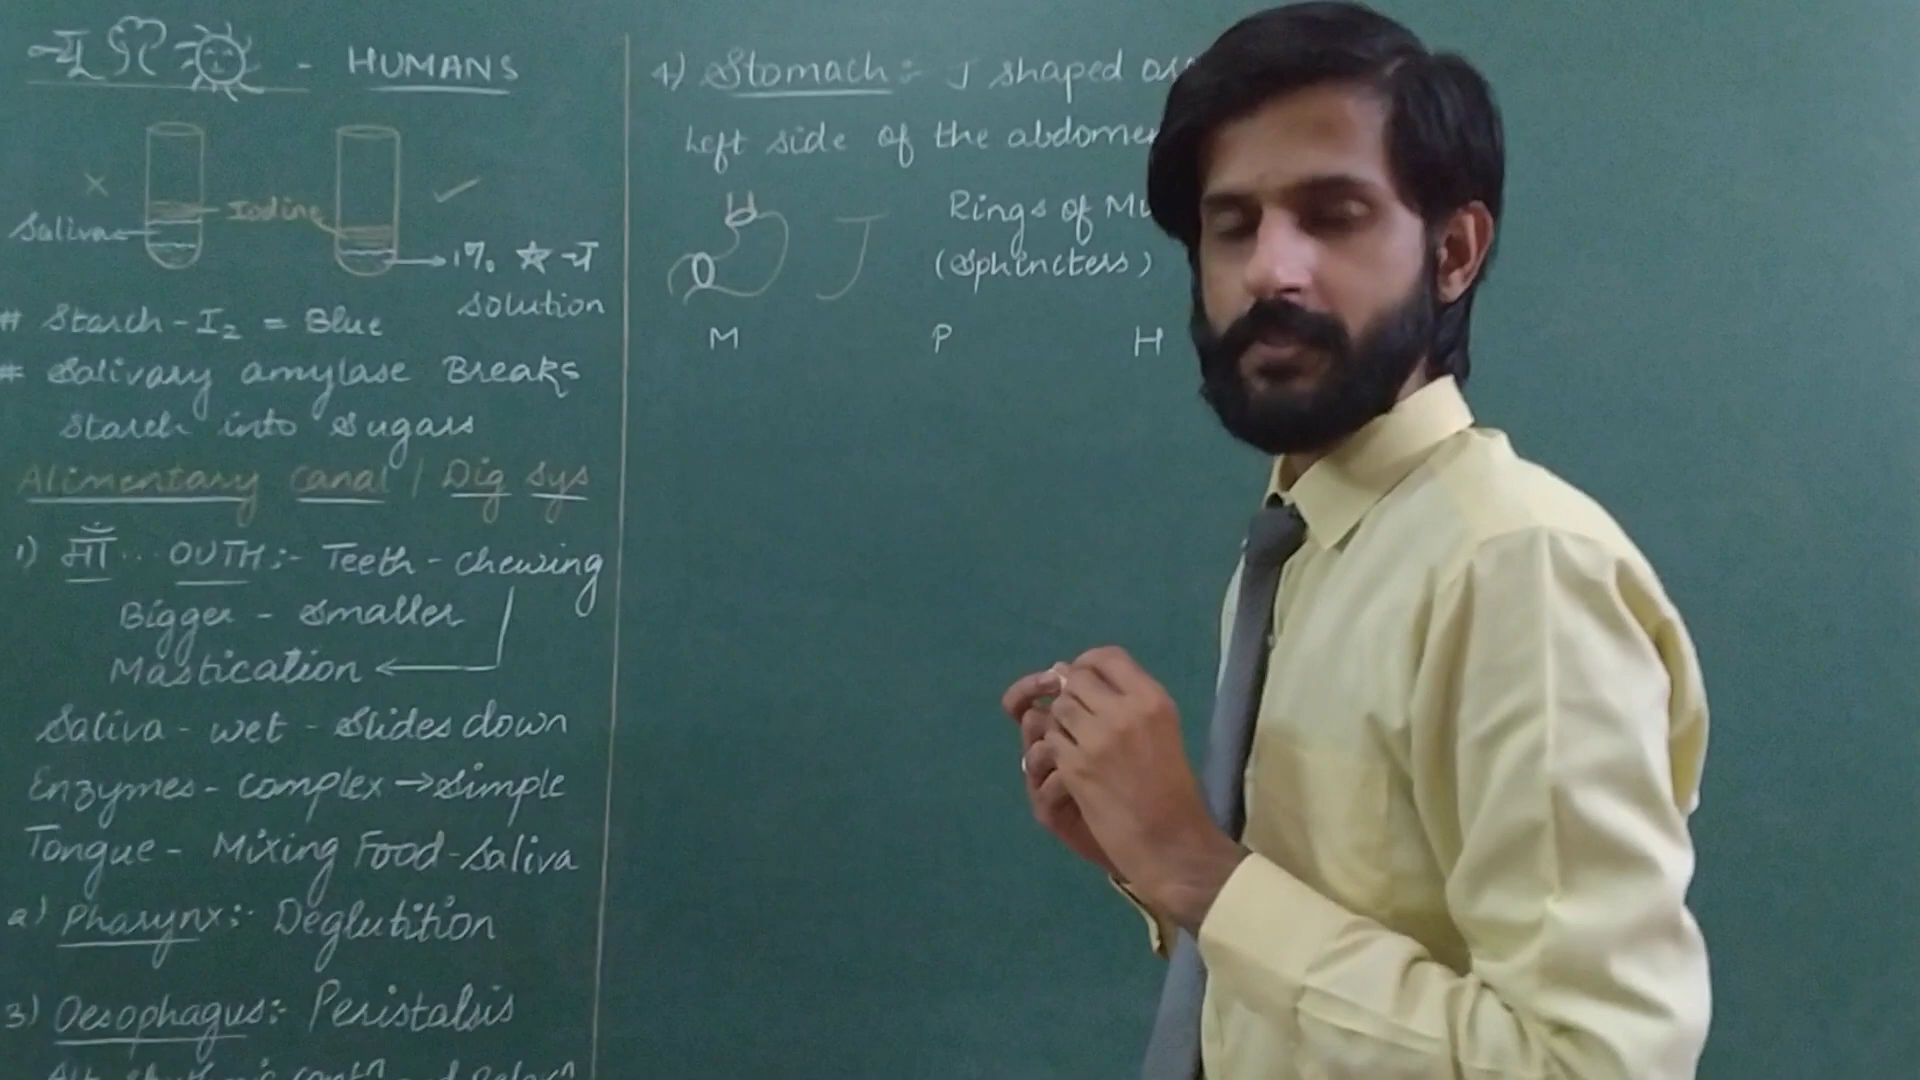 न्यू - HUMANS
Saliva
Iodine
1% ☆ र्च
solution
# Starch - I₂ = Blue
# Salivary amylase Breaks
starch into sugars
Alimentary Canal / Dig Sys
1) माँ... OUTH :- Teeth - chewing
Bigger - smaller
Mastication ←
Saliva - wet - slides down
Enzymes - complex → simple
Tongue - Mixing Food - saliva
2) Pharynx :- Deglutition
3) Oesophagus :- Peristalsis
4) Stomach :- J shaped
Left side of the abdomen
J
Rings of
(sphincters)
M P H